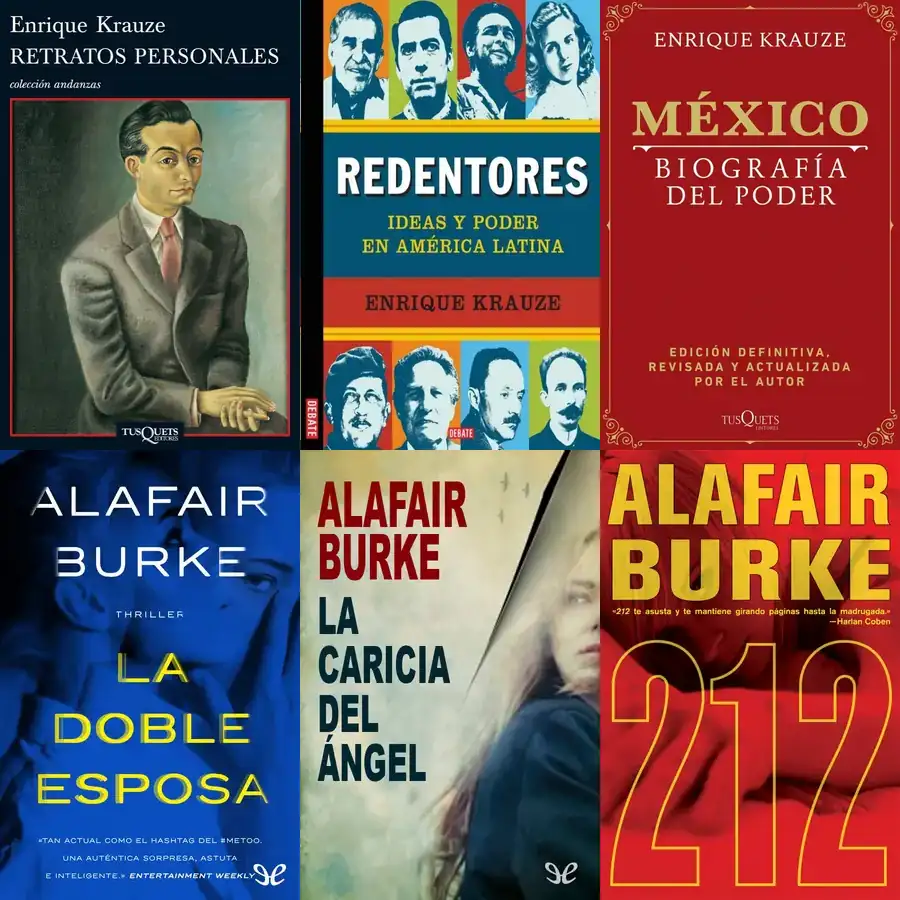 Enrique Krauze
RETRATOS PERSONALES
colección andanzas
TUSQUETS
EDITORES
REDENTORES
IDEAS Y PODER
EN AMÉRICA LATINA
ENRIQUE KRAUZE
DEBATE
DEBATE
ENRIQUE KRAUZE
MÉXICO
BIOGRAFÍA
DEL PODER
EDICIÓN DEFINITIVA,
REVISADA Y ACTUALIZADA
POR EL AUTOR
TUSQUETS
EDITORES
ALAFAIR
BURKE
THRILLER
LA
DOBLE
ESPOSA
«TAN ACTUAL COMO EL HASHTAG DEL #METOO.
UNA AUTÉNTICA SORPRESA, ASTUTA
E INTELIGENTE.» ENTERTAINMENT WEEKLY
ALAFAIR
BURKE
LA
CARICIA
DEL
ÁNGEL
ALAFAIR
BURKE
«212 te asusta y te mantiene girando páginas hasta la madrugada.»
—Harlan Coben
212